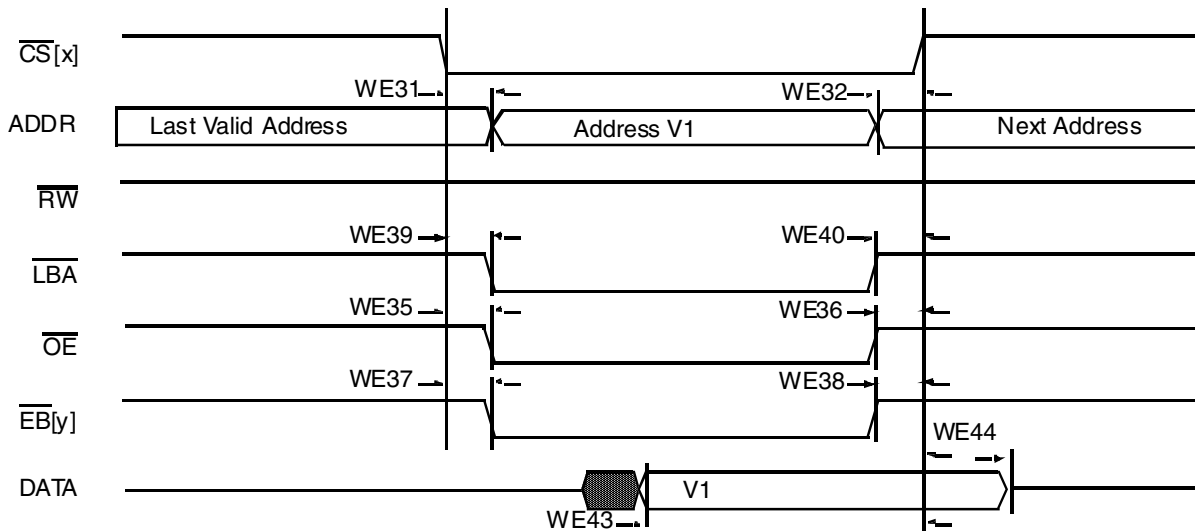 CS[x]
WE31
WE32
ADDR
Last Valid Address
Address V1
Next Address
RW
WE39
WE40
LBA
WE35
WE36
OE
WE37
WE38
EB[y]
WE44
DATA
V1
WE43